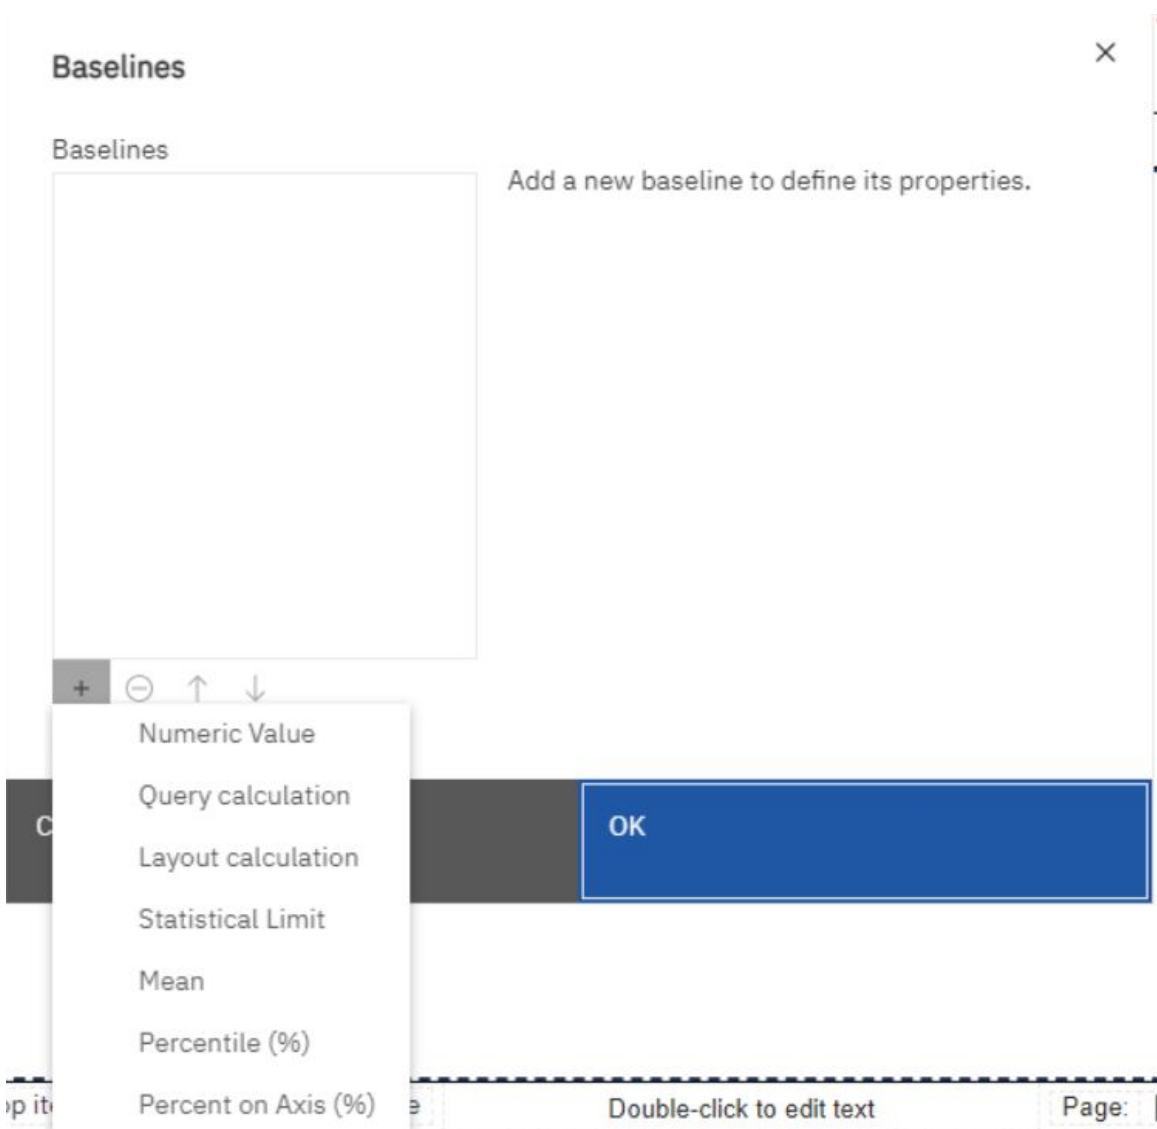 Baselines
Baselines
Add a new baseline to define its properties.
Numeric Value
Query calculation
OK
Layout calculation
Statistical Limit
Mean
Percentile (%)
Percent on Axis (%)
Double-click to edit text
Page: